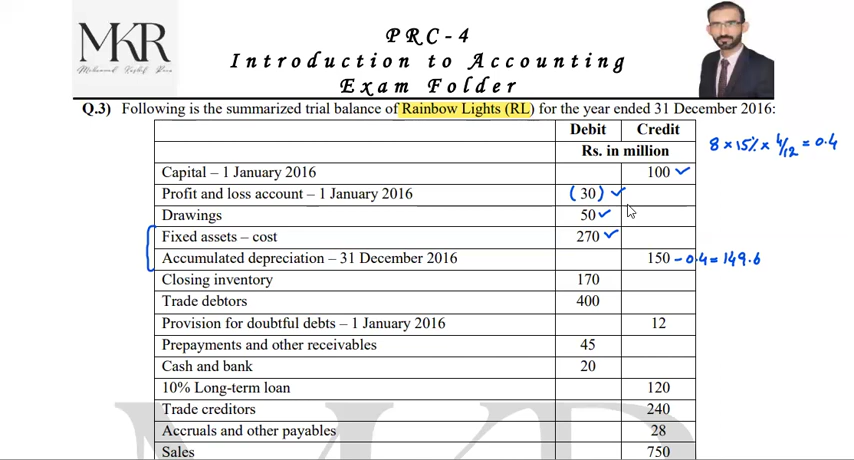 MKR
PRC-4
Introduction to Accounting
Exam Folder
Q.3) Following is the summarized trial balance of Rainbow Lights (RL) for the year ended 31 December 2016:
Debit Credit
Rs. in million
8 × 15% × 4/12 = 0.4
Capital – 1 January 2016 100
Profit and loss account – 1 January 2016 (30)
Drawings 50
Fixed assets – cost 270
Accumulated depreciation – 31 December 2016 150 - 0.4 = 149.6
Closing inventory 170
Trade debtors 400
Provision for doubtful debts – 1 January 2016 12
Prepayments and other receivables 45
Cash and bank 20
10% Long-term loan 120
Trade creditors 240
Accruals and other payables 28
Sales 750